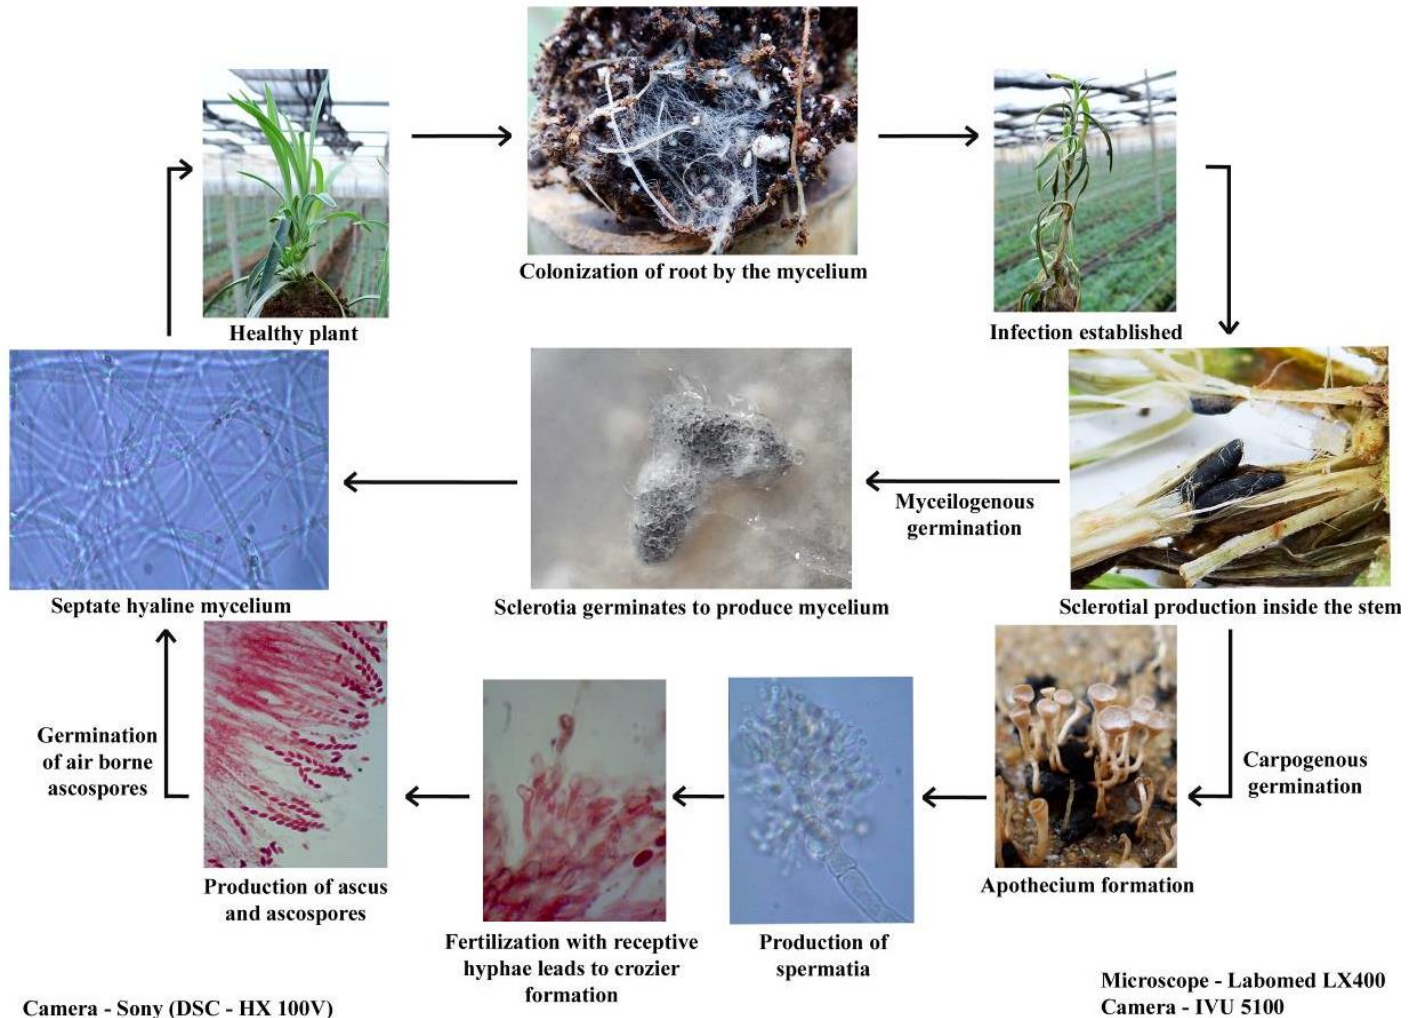 Colonization of root by the mycelium
Healthy plant
Infection established
Myceilogenous
germination
Septate hyaline mycelium
Sclerotia germinates to produce mycelium
Sclerotial production inside the stem
Germination
of air borne
ascospores
Carpogenous
germination
Production of ascus
and ascospores
Fertilization with receptive
hyphae leads to crozier
formation
Production of
spermatia
Apothecium formation
Camera - Sony (DSC - HX 100V)
Microscope - Labomed LX400
Camera - IVU 5100